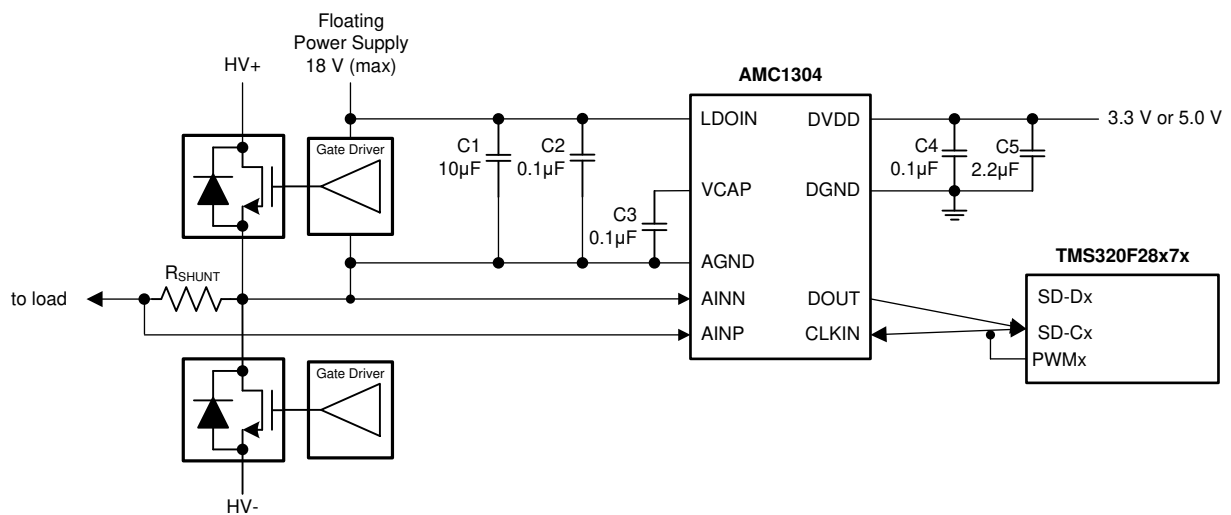 Floating
Power Supply
18 V (max)
HV+
AMC1304
Gate Driver
C1
10µF
C2
0.1µF
C3
0.1µF
LDOIN
VCAP
AGND
AINN
AINP
DVDD
DGND
DOUT
CLKIN
C4
0.1µF
C5
2.2µF
3.3 V or 5.0 V
TMS320F28x7x
SD-Dx
SD-Cx
PWMx
RSHUNT
to load
Gate Driver
HV-